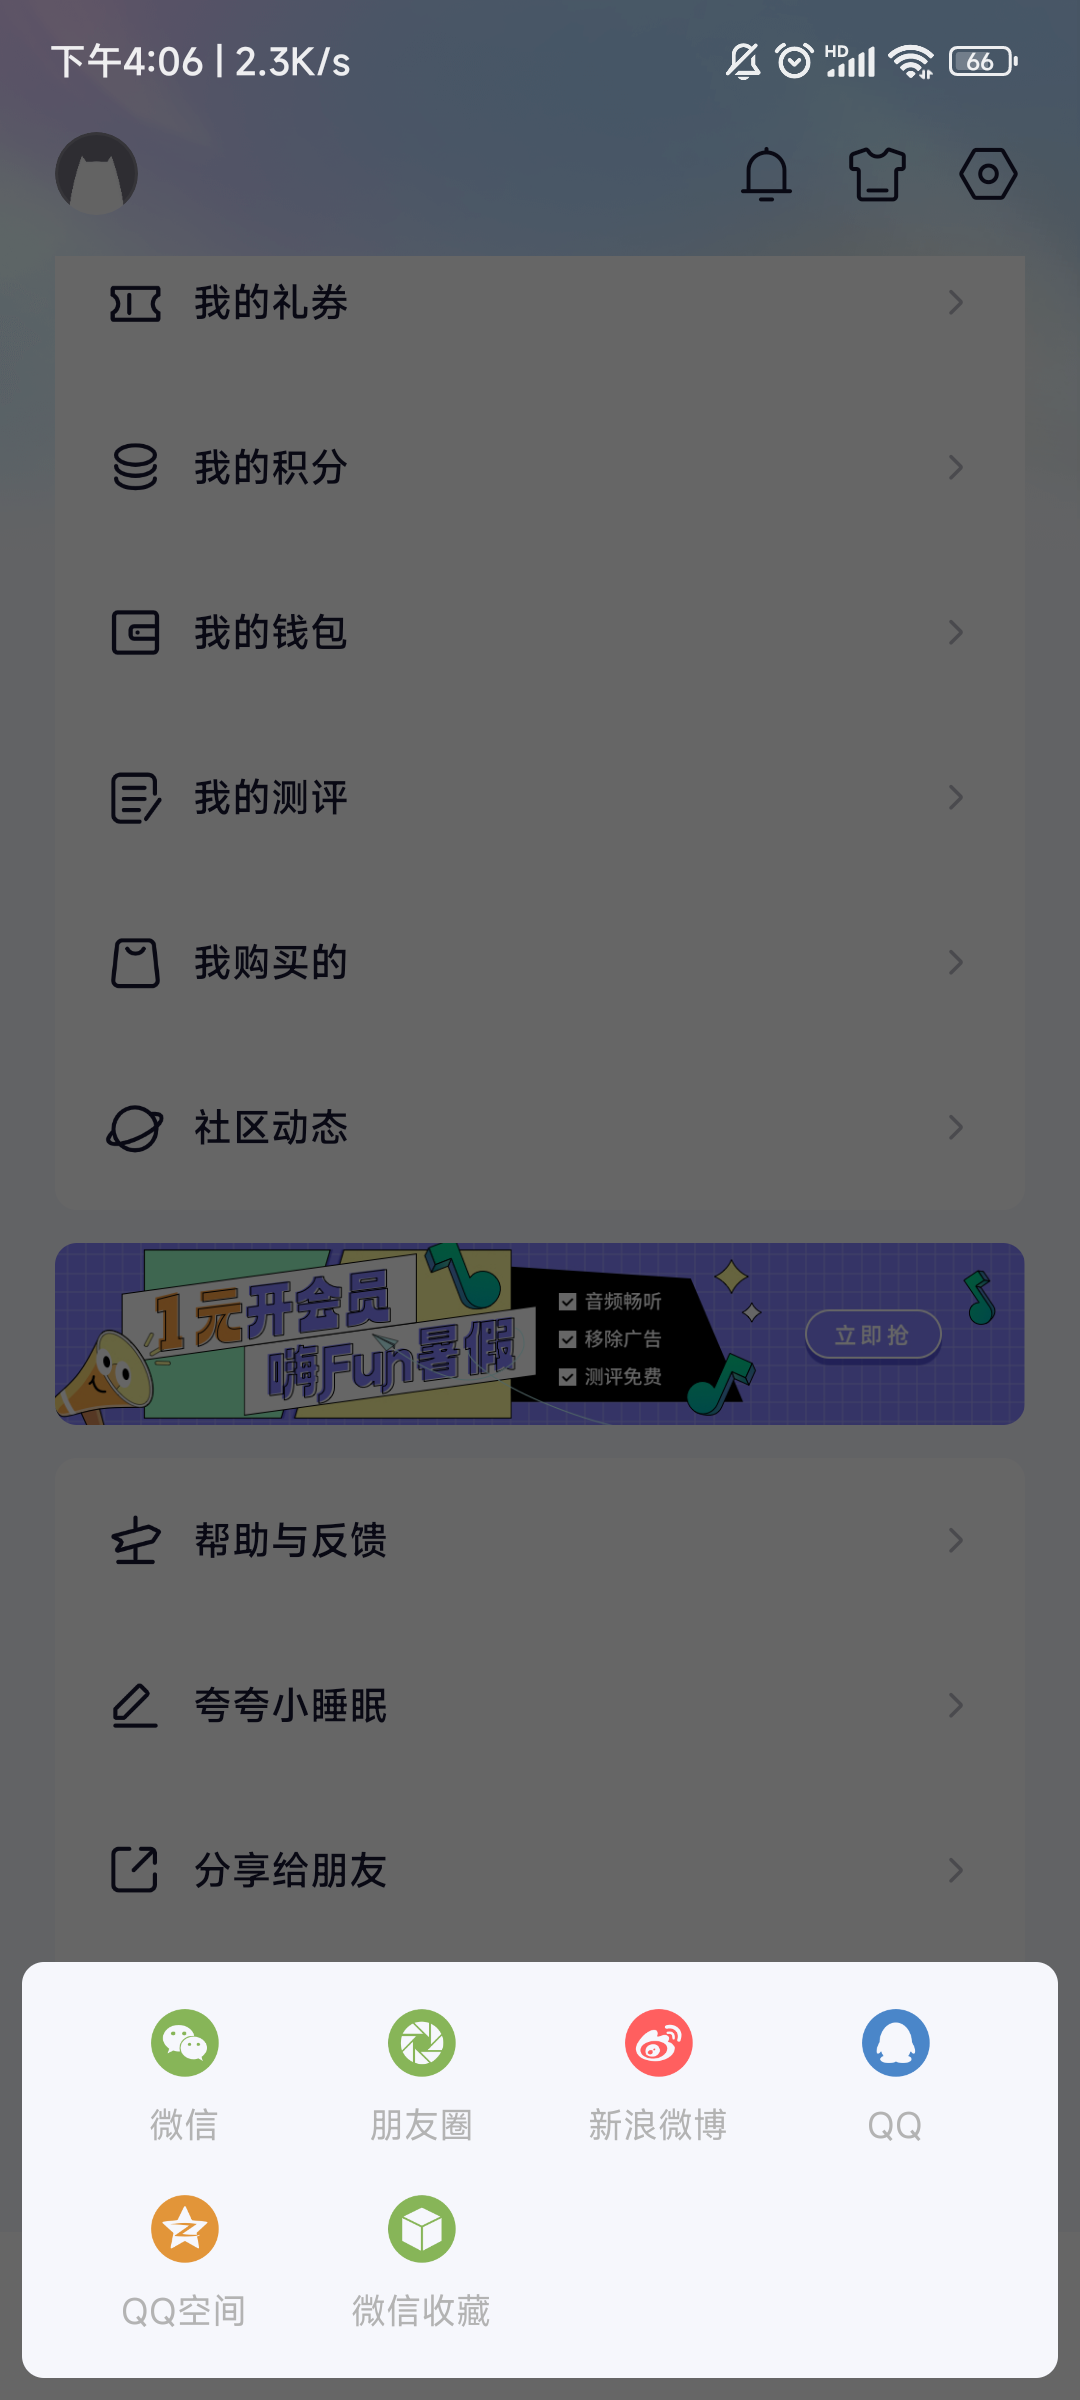 下午4:06 | 2.3K/s
HD
66
我的礼券
我的积分
我的钱包
我的测评
我购买的
社区动态
1元开会员
嗨Fun暑假
音频畅听
移除广告
测评免费
立即抢
帮助与反馈
夸夸小睡眠
分享给朋友
微信 朋友圈 新浪微博 QQ
QQ空间 微信收藏